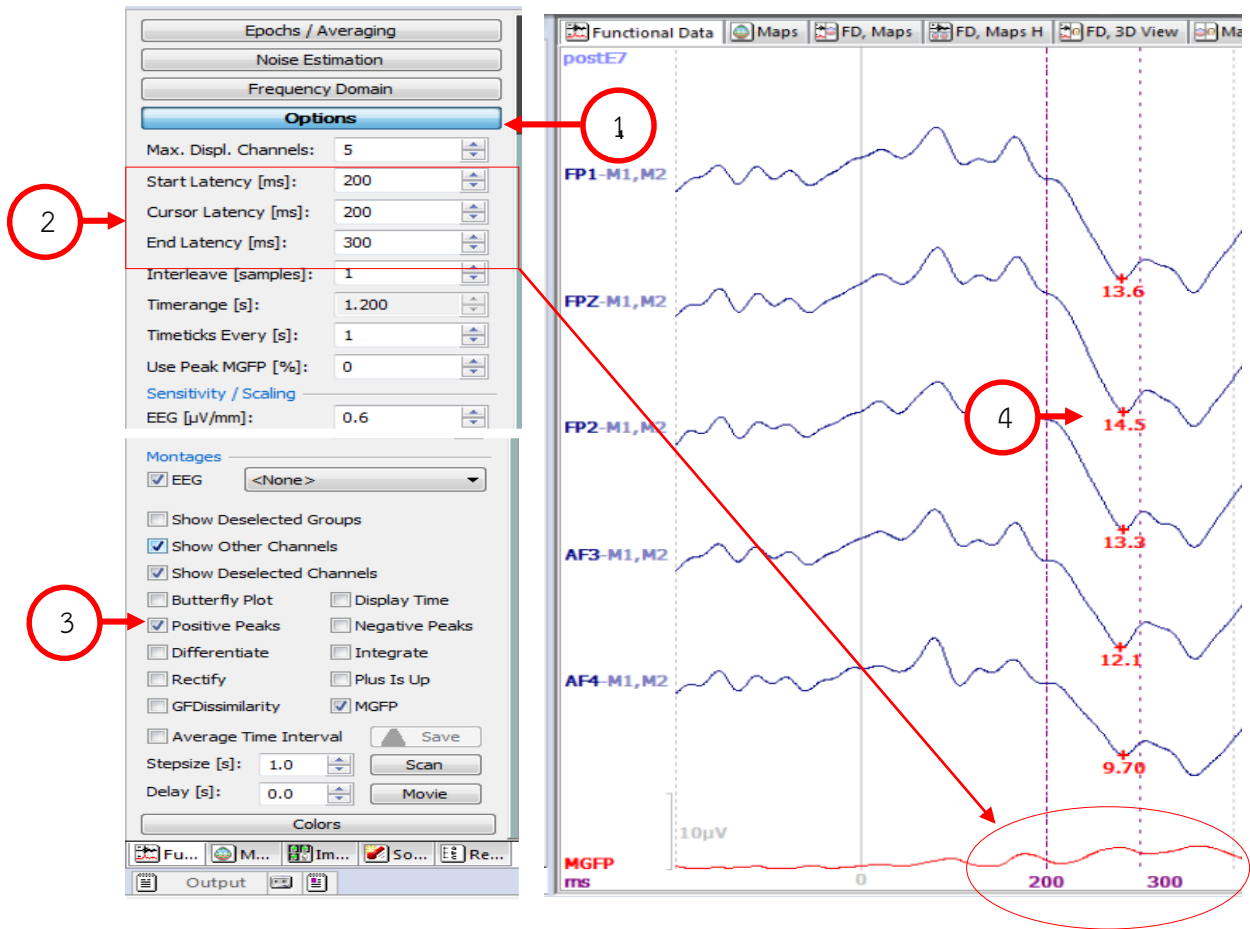 Epochs / Averaging
Noise Estimation
Frequency Domain
Options
Max. Displ. Channels: 5
Start Latency [ms]: 200
Cursor Latency [ms]: 200
End Latency [ms]: 300
Interleave [samples]: 1
Timerange [s]: 1.200
Timeticks Every [s]: 1
Use Peak MGFP [%]: 0
Sensitivity / Scaling
EEG [µV/mm]: 0.6
Montages
EEG <None>
Show Deselected Groups
Show Other Channels
Show Deselected Channels
Butterfly Plot Display Time
Positive Peaks Negative Peaks
Differentiate Integrate
Rectify Plus Is Up
GFDissimilarity MGFP
Average Time Interval Save
Stepsize [s]: 1.0 Scan
Delay [s]: 0.0 Movie
Colors
Fu... M... Im... So... Re...
Output
1
2
3
Functional Data Maps FD, Maps FD, Maps H FD, 3D View Ma
postE7
FP1-M1,M2
13.6
FPZ-M1,M2
14.5
4
FP2-M1,M2
13.3
AF3-M1,M2
12.1
AF4-M1,M2
9.70
10µV
MGFP
ms 0 200 300